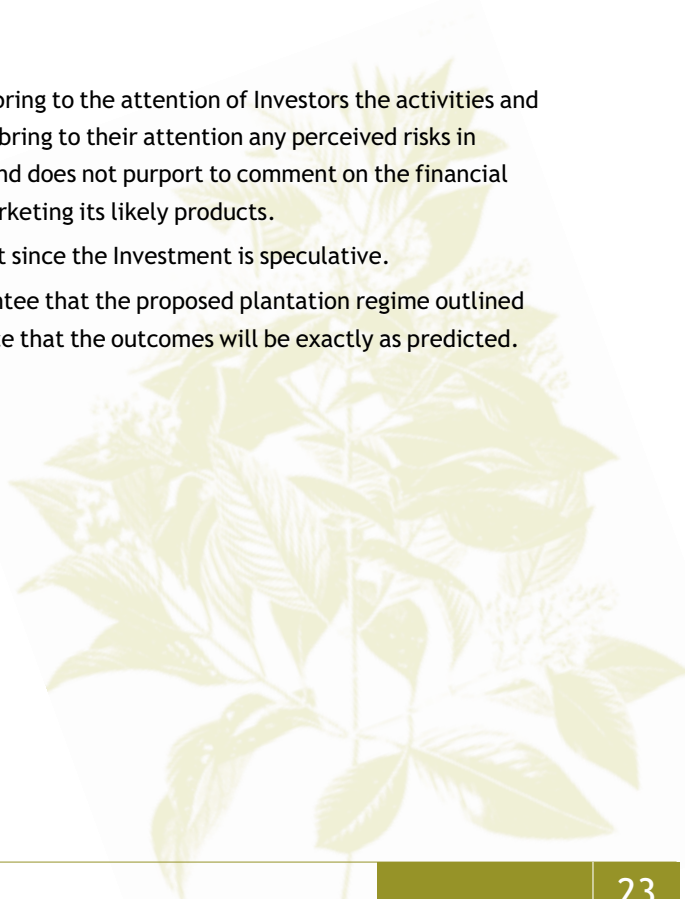 bring to the attention of Investors the activities and
bring to their attention any perceived risks in
nd does not purport to comment on the financial
rketing its likely products.
t since the Investment is speculative.
ntee that the proposed plantation regime outlined
e that the outcomes will be exactly as predicted.
23